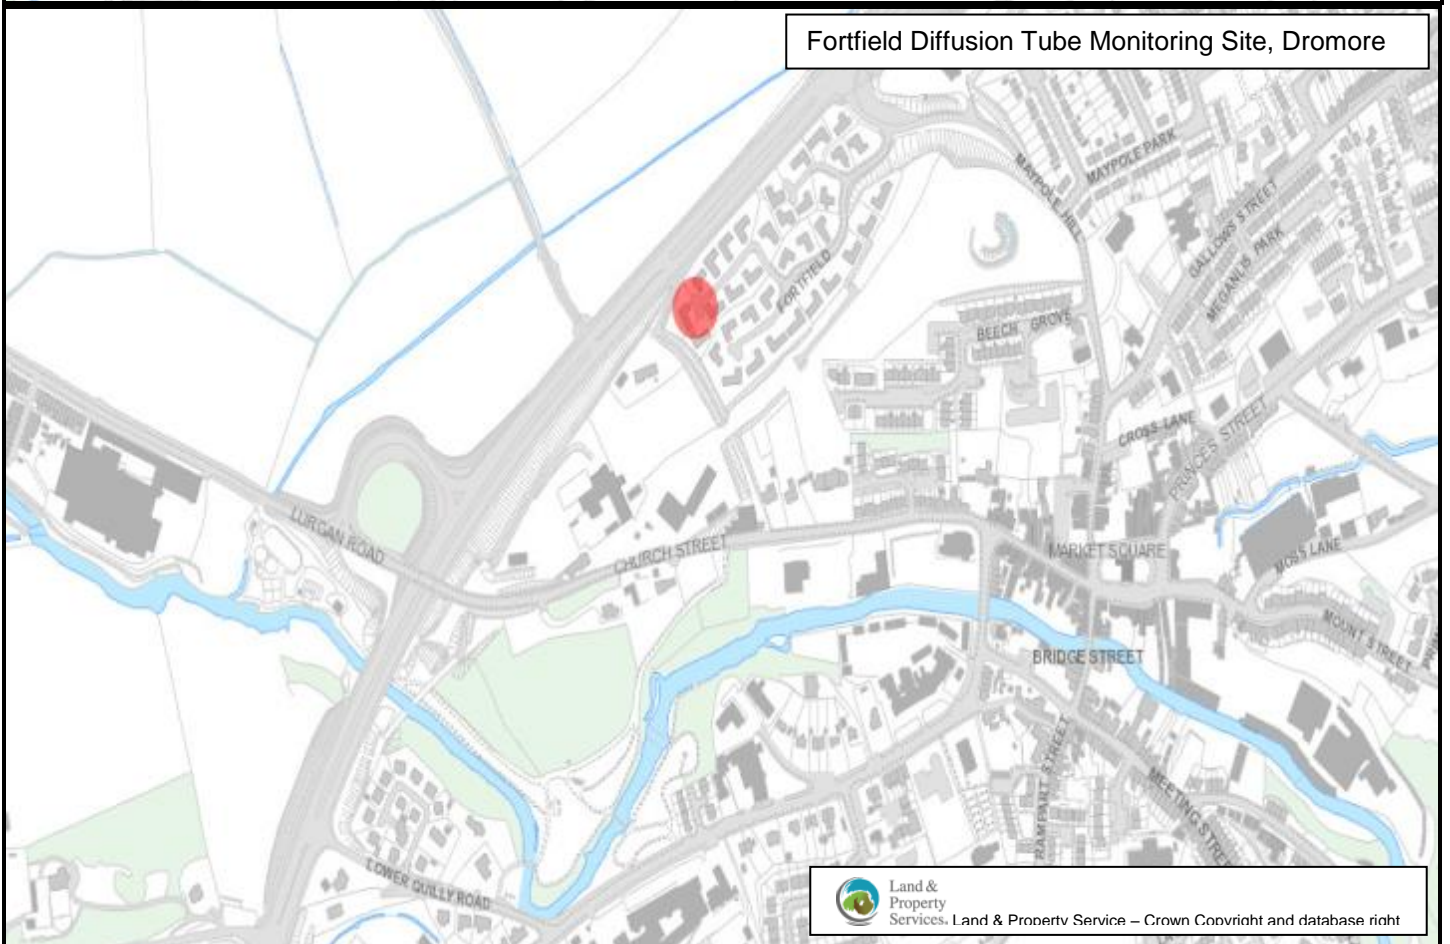 Fortfield Diffusion Tube Monitoring Site, Dromore
MAYPOLE PARK
MAYPOLE HILL
GALLOWS STREET
MEGANLIS PARK
FORTFIELD
BEECH GROVE
CROSS LANE
PRINCES STREET
LURGAN ROAD
CHURCH STREET
MARKET SQUARE
MOSS LANE
MOUNT STREET
BRIDGE STREET
RAMPART STREET
MEETING STREET
LOWER QUILLY ROAD
Land &
Property
Services. Land & Property Service – Crown Copyright and database right